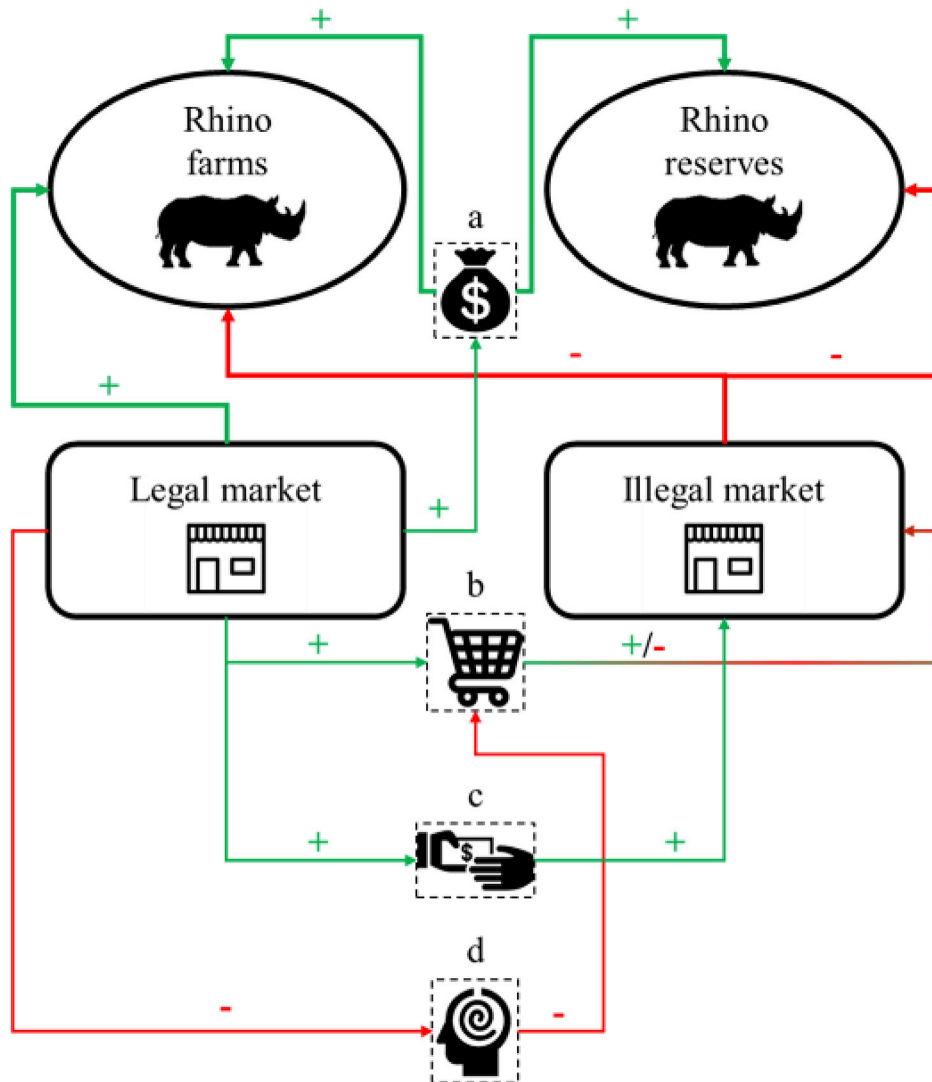 + +
Rhino
farms
Rhino
reserves
a
$
- -
+
Legal market
Illegal market
+
b
+ +/-
c
+ $ +
d
- -